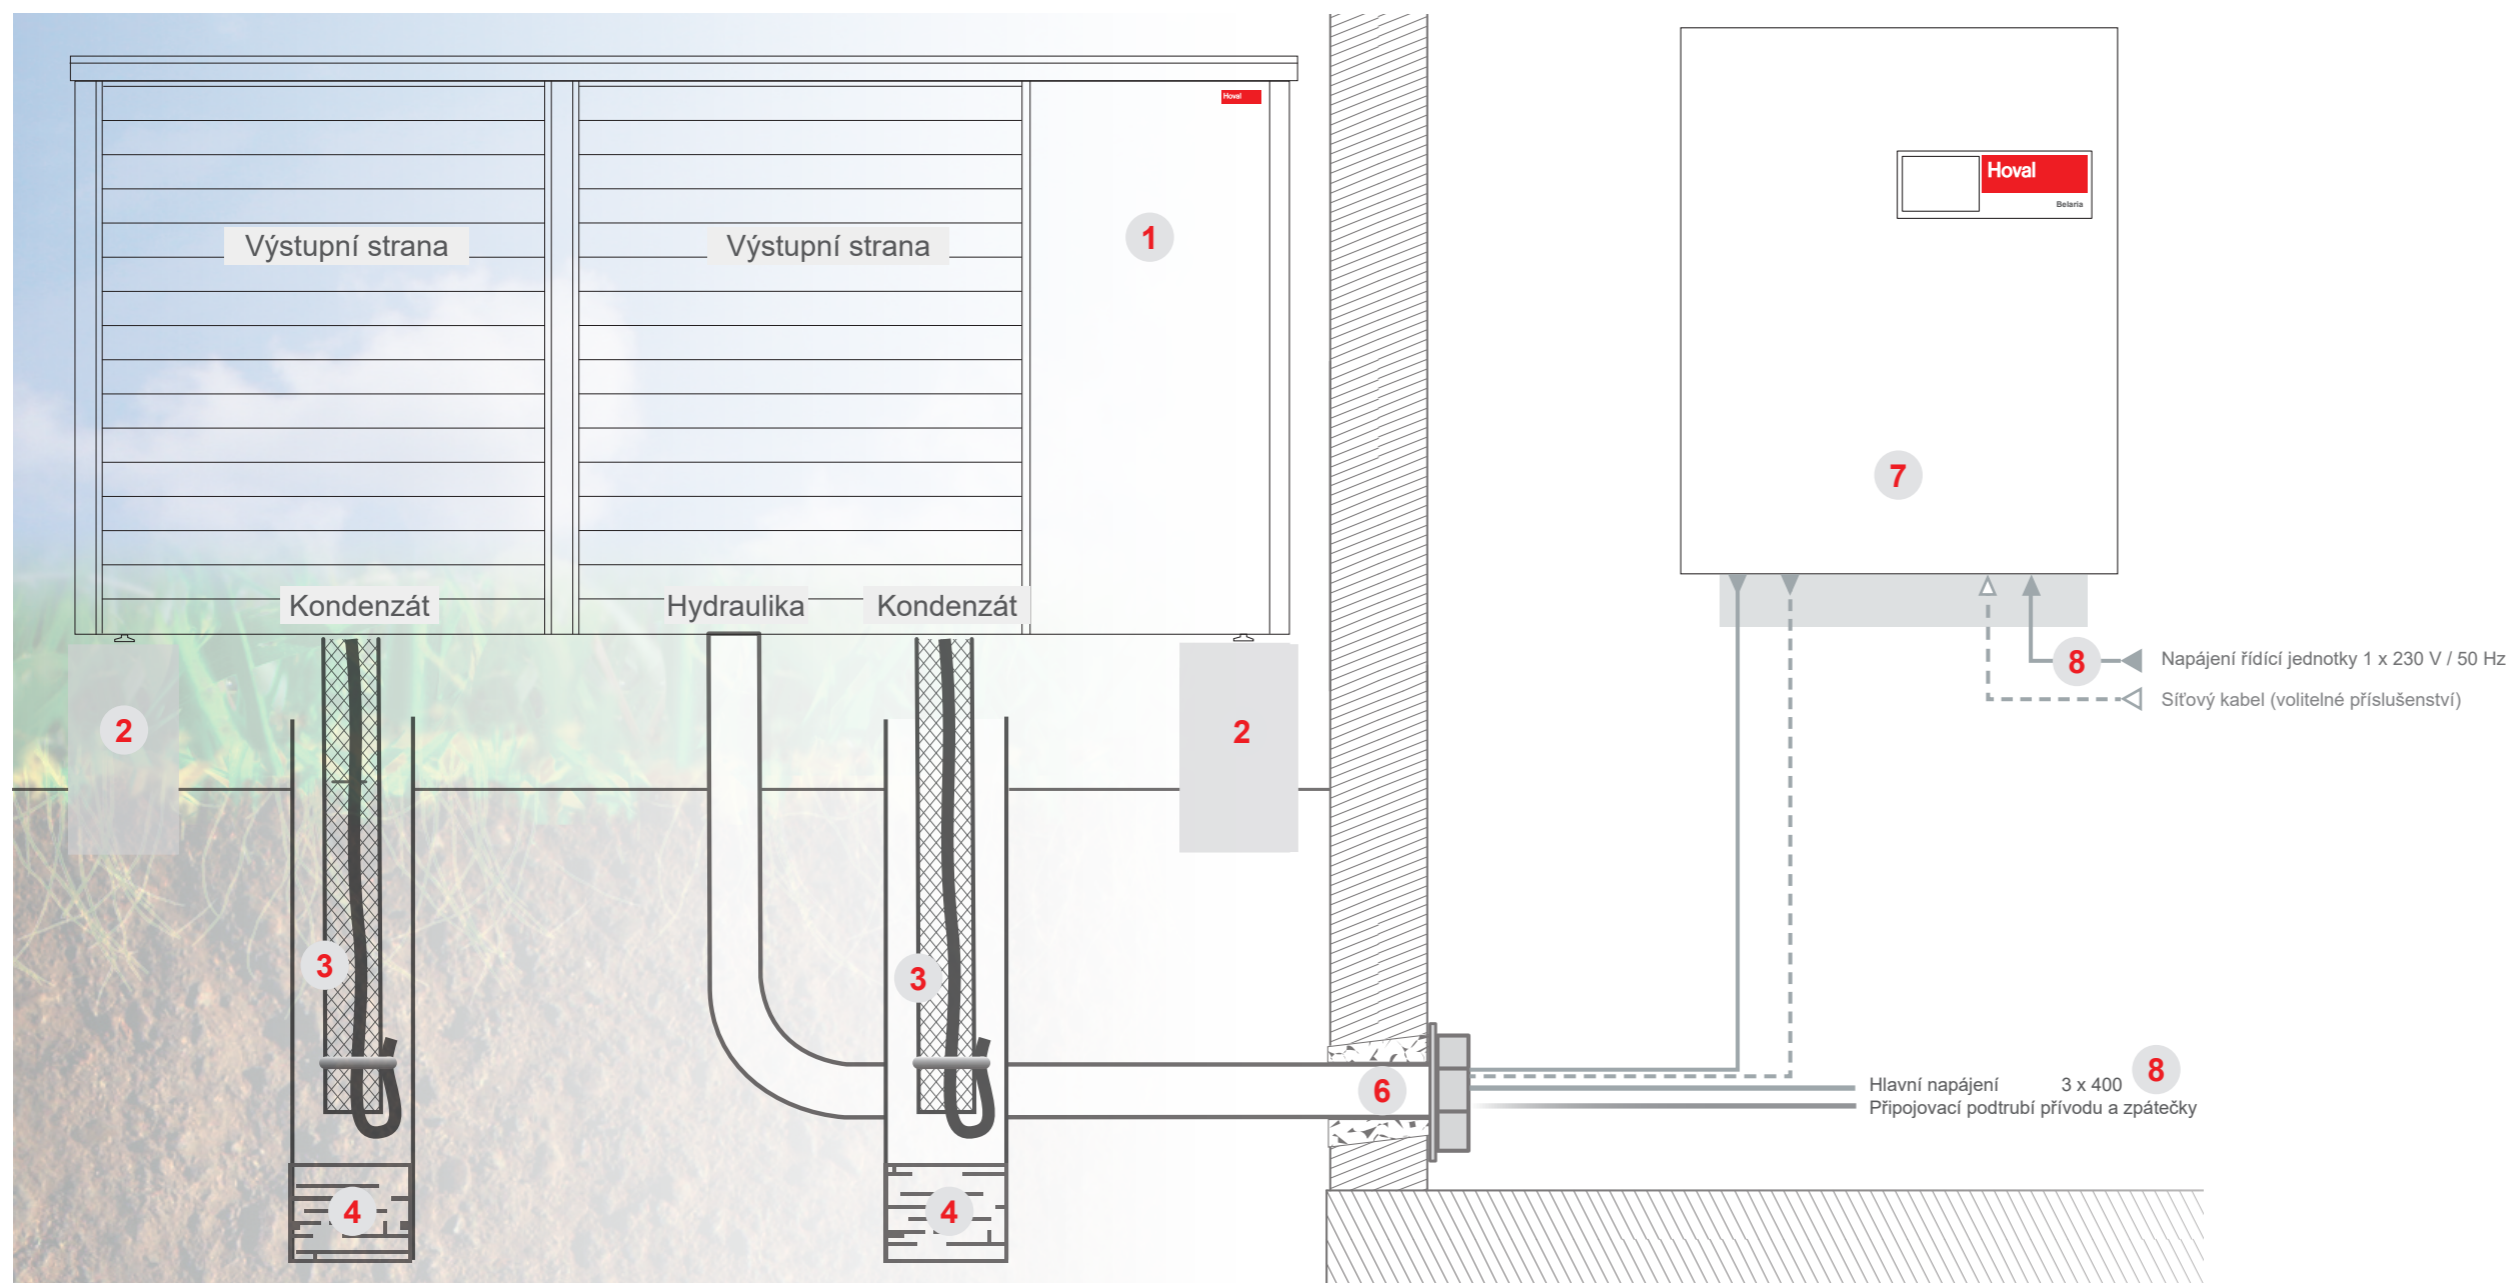 Hoval
Hoval
Belaria
Výstupní strana
Výstupní strana
1
7
Kondenzát
Hydraulika
Kondenzát
8
Napájení řídící jednotky 1 x 230 V / 50 Hz
Síťový kabel (volitelné příslušenství)
2
2
3
3
6
Hlavní napájení 3 x 400
8
Připojovací podtrubí přívodu a zpátečky
4
4